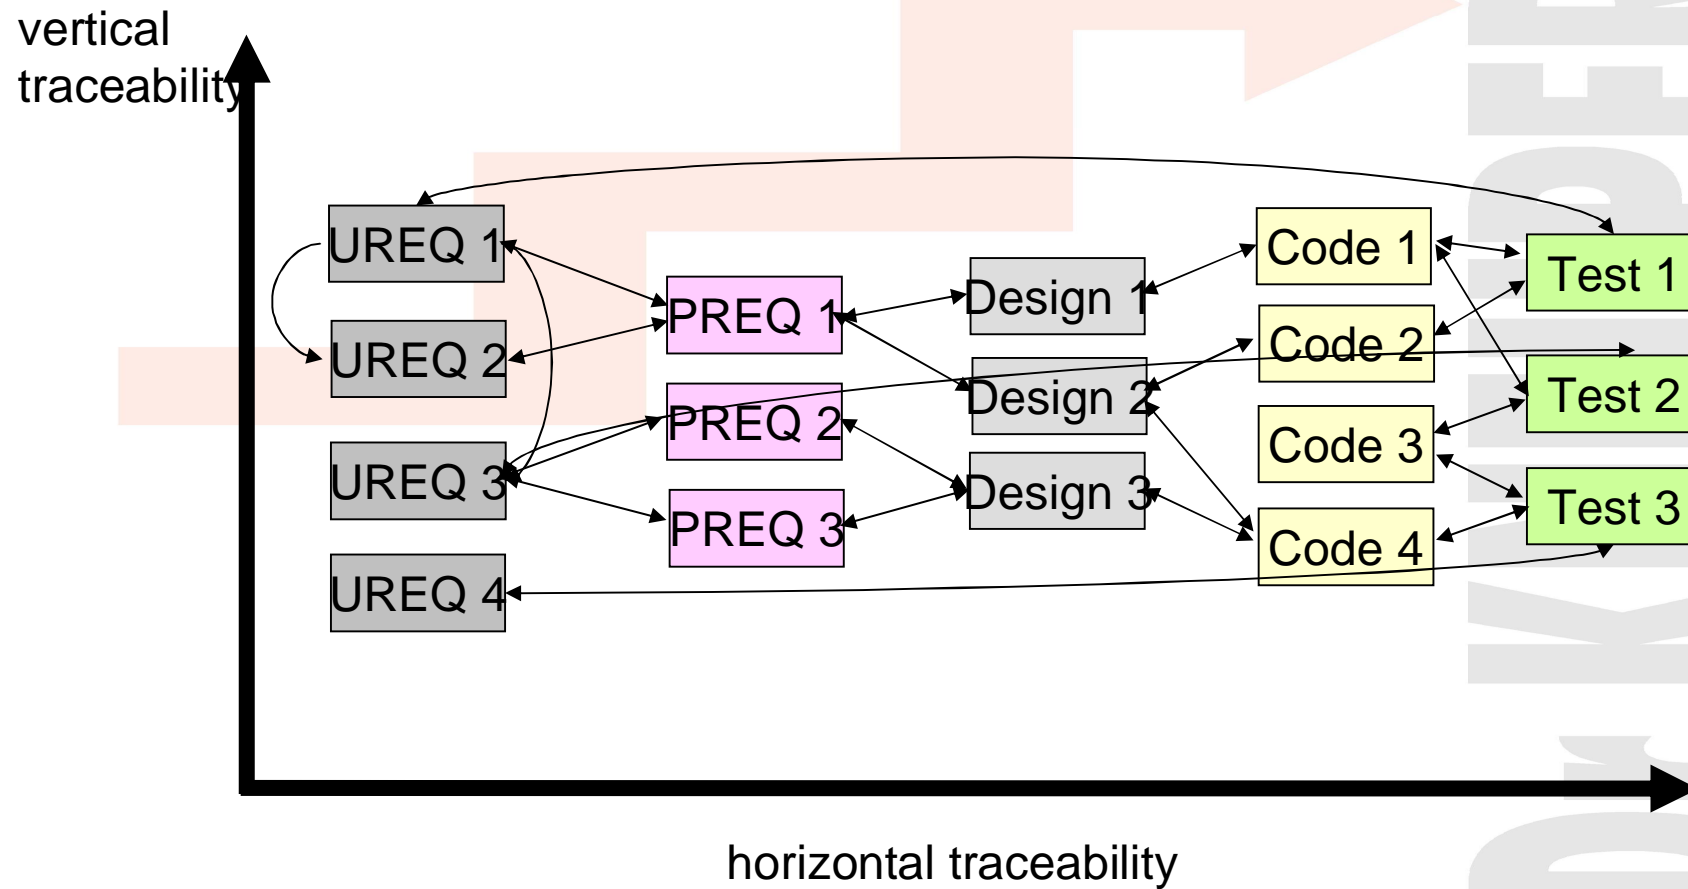 vertical
traceability
UREQ 1
UREQ 2
UREQ 3
UREQ 4
PREQ 1
PREQ 2
PREQ 3
Design 1
Design 2
Design 3
Code 1
Code 2
Code 3
Code 4
Test 1
Test 2
Test 3
horizontal traceability